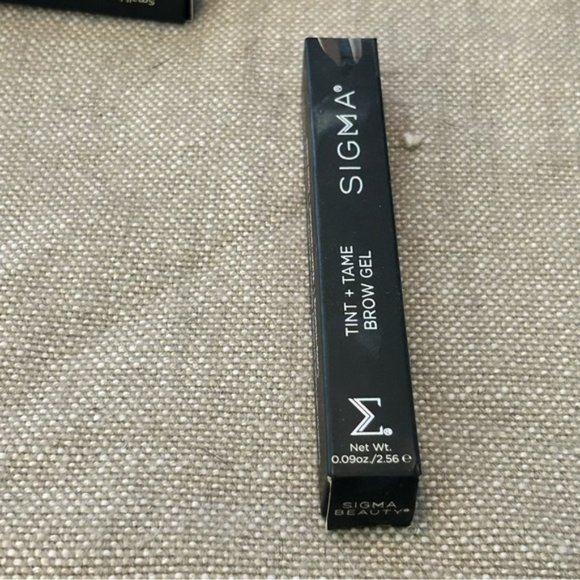 SIGMA®
TINT + TAME
BROW GEL
Net Wt.
0.09oz./2.56 ℮
SIGMA
BEAUTY®